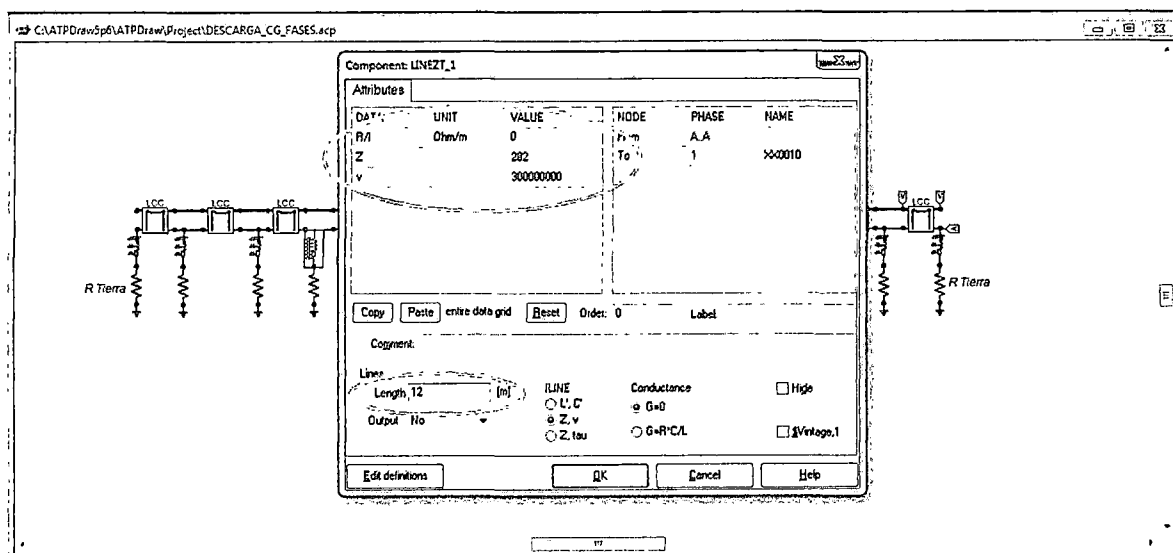 C:\ATPDraw5p6\ATPDraw\Project\DESCARGA_CG_FASES.acp
Component: LINEZT_1
Attributes
DATA UNIT VALUE
R/l Ohm/m 0
Z 282
v 300000000
NODE PHASE NAME
From A..A
To 1 XX0010
LCC
LCC
LCC
LCC
R Tierra
R Tierra
Copy
Paste
entire data grid
Reset
Order: 0
Label:
Comment:
Lines
Length 12 [m]
Output No
ILINE
L', C'
Z, v
Z, tau
Conductance
G=0
G=R*C/L
Hide
$Vintage,1
Edit definitions
OK
Cancel
Help